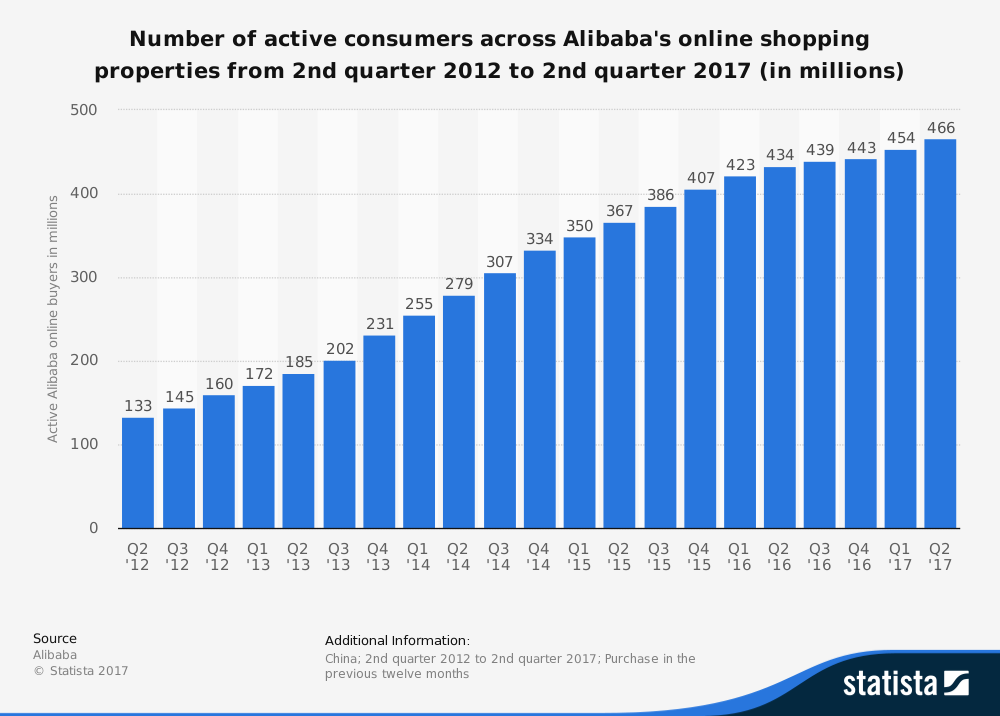 Number of active consumers across Alibaba's online shopping
properties from 2nd quarter 2012 to 2nd quarter 2017 (in millions)
Active Alibaba online buyers in millions
500
400
300
200
100
0
133 145 160 172 185 202 231 255 279 307 334 350 367 386 407 423 434 439 443 454 466
Q2 Q3 Q4 Q1 Q2 Q3 Q4 Q1 Q2 Q3 Q4 Q1 Q2 Q3 Q4 Q1 Q2 Q3 Q4 Q1 Q2
'12 '12 '12 '13 '13 '13 '13 '14 '14 '14 '14 '15 '15 '15 '15 '16 '16 '16 '16 '17 '17
Source
Alibaba
© Statista 2017
Additional Information:
China; 2nd quarter 2012 to 2nd quarter 2017; Purchase in the
previous twelve months
statista